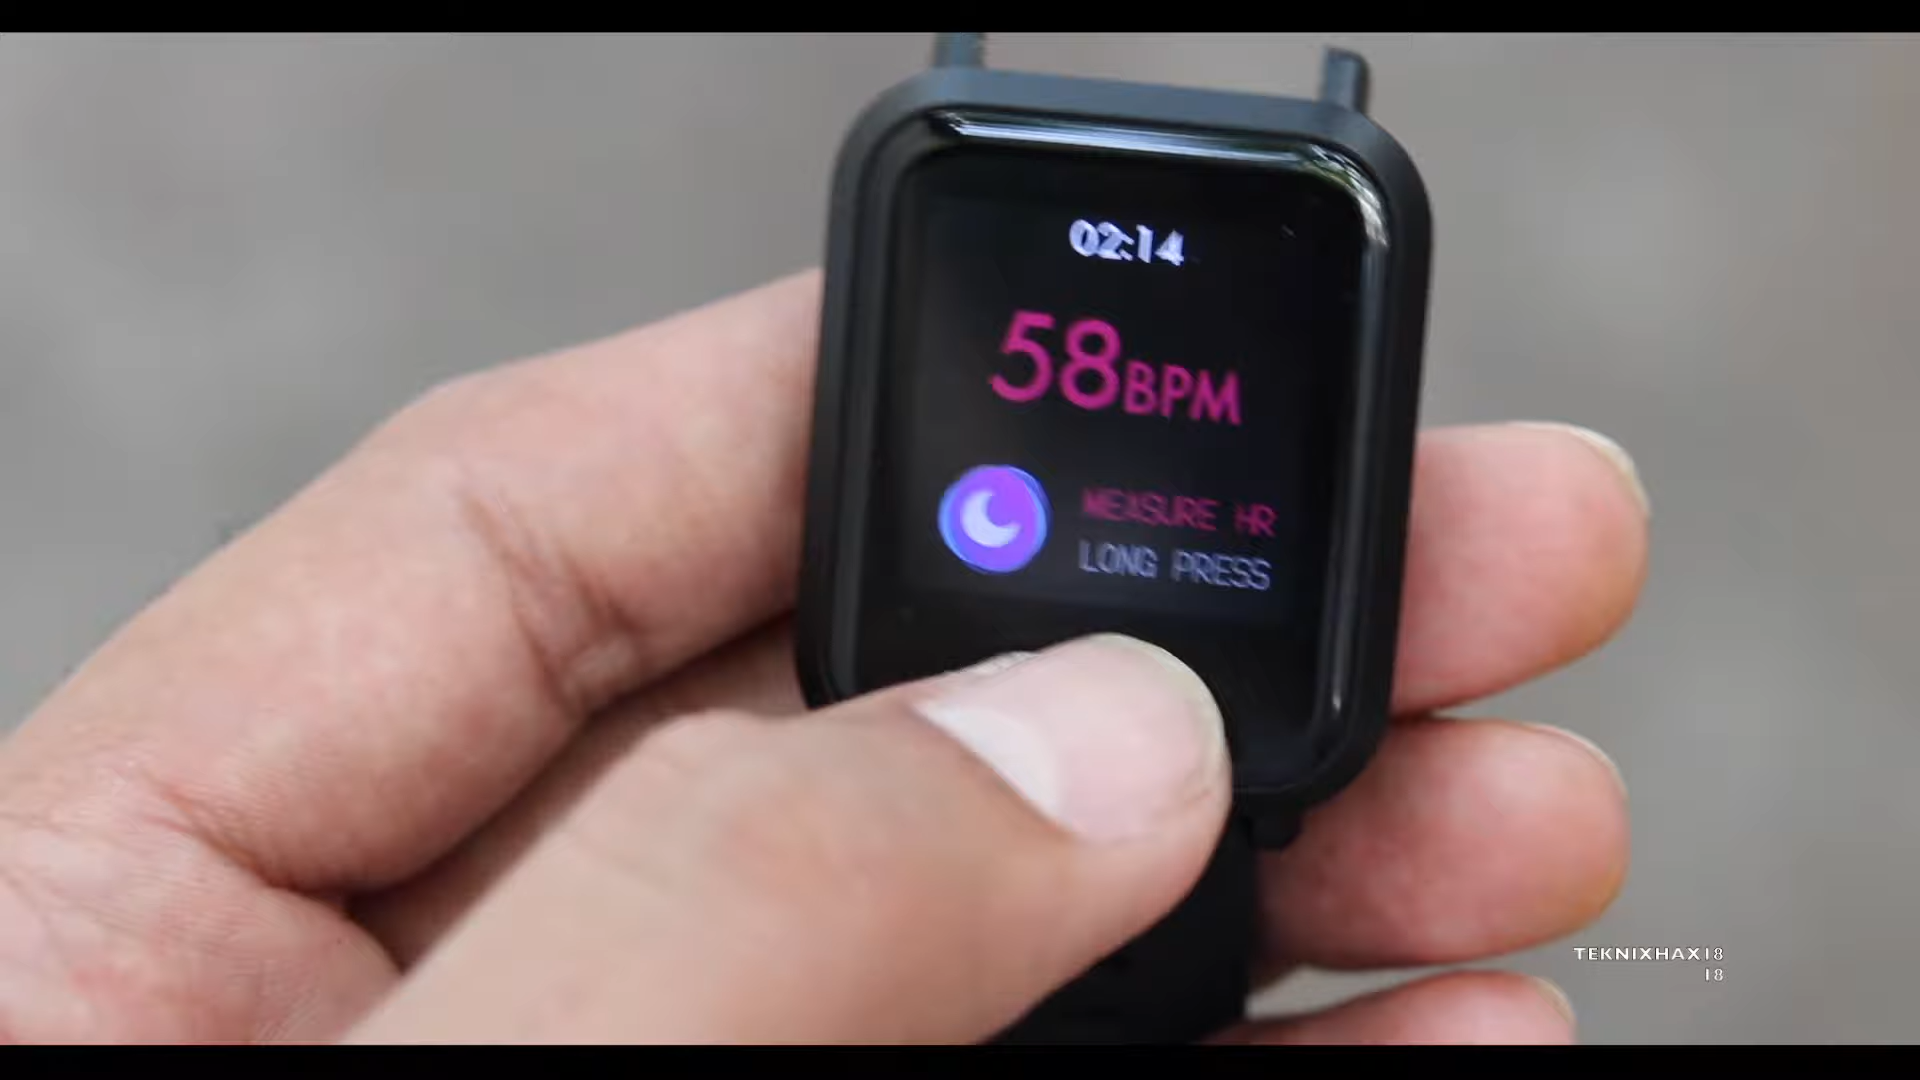 02:14
58BPM
MEASURE HR
LONG PRESS
TEKNIXHAX18
18